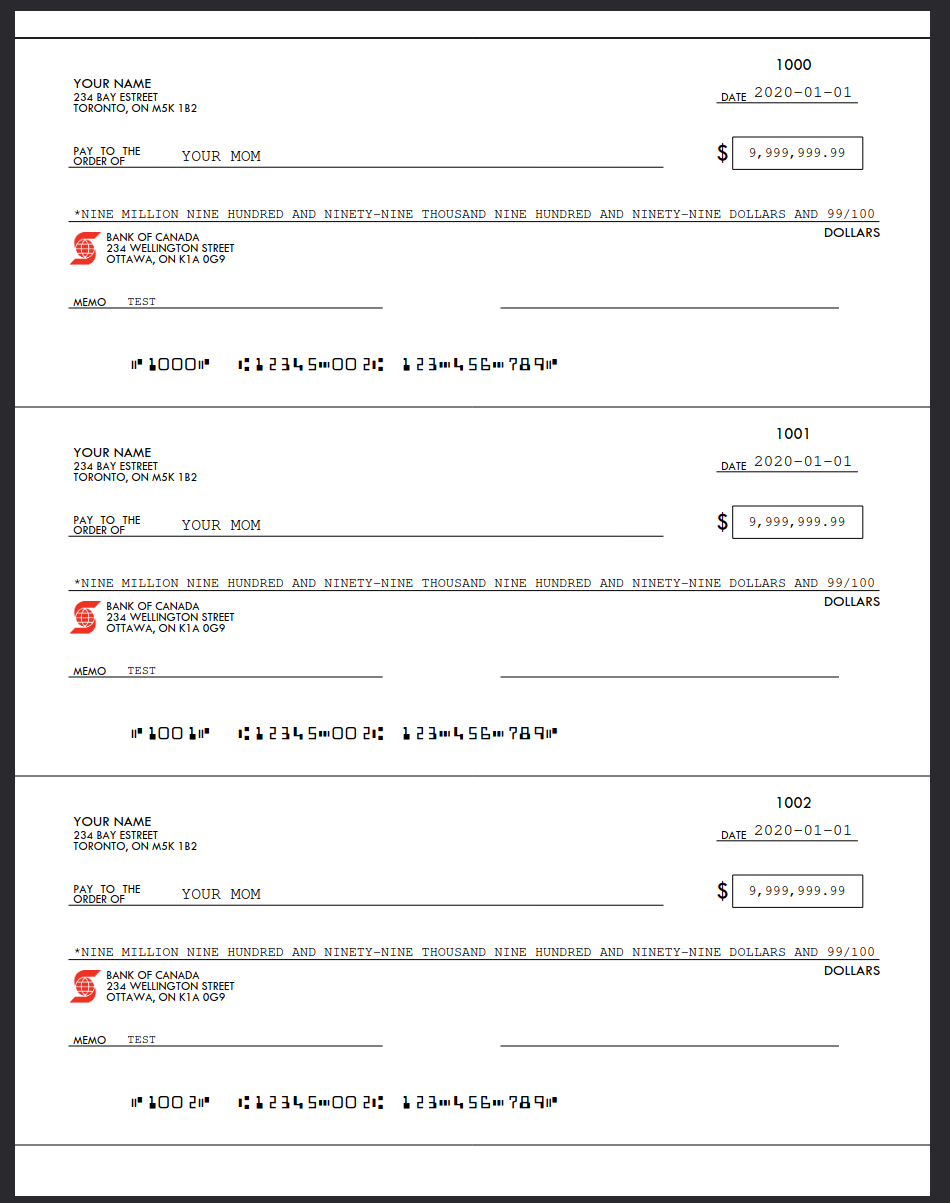 1000
YOUR NAME
234 BAY ESTREET
TORONTO, ON M5K 1B2
DATE 2020-01-01
PAY TO THE
ORDER OF YOUR MOM
$ 9,999,999.99
*NINE MILLION NINE HUNDRED AND NINETY-NINE THOUSAND NINE HUNDRED AND NINETY-NINE DOLLARS AND 99/100
DOLLARS
BANK OF CANADA
234 WELLINGTON STREET
OTTAWA, ON K1A 0G9
MEMO TEST
⑈1000⑈ ⑆12345⑉002⑆ 123⑉456⑉789⑈
1001
YOUR NAME
234 BAY ESTREET
TORONTO, ON M5K 1B2
DATE 2020-01-01
PAY TO THE
ORDER OF YOUR MOM
$ 9,999,999.99
*NINE MILLION NINE HUNDRED AND NINETY-NINE THOUSAND NINE HUNDRED AND NINETY-NINE DOLLARS AND 99/100
DOLLARS
BANK OF CANADA
234 WELLINGTON STREET
OTTAWA, ON K1A 0G9
MEMO TEST
⑈1001⑈ ⑆12345⑉002⑆ 123⑉456⑉789⑈
1002
YOUR NAME
234 BAY ESTREET
TORONTO, ON M5K 1B2
DATE 2020-01-01
PAY TO THE
ORDER OF YOUR MOM
$ 9,999,999.99
*NINE MILLION NINE HUNDRED AND NINETY-NINE THOUSAND NINE HUNDRED AND NINETY-NINE DOLLARS AND 99/100
DOLLARS
BANK OF CANADA
234 WELLINGTON STREET
OTTAWA, ON K1A 0G9
MEMO TEST
⑈1002⑈ ⑆12345⑉002⑆ 123⑉456⑉789⑈